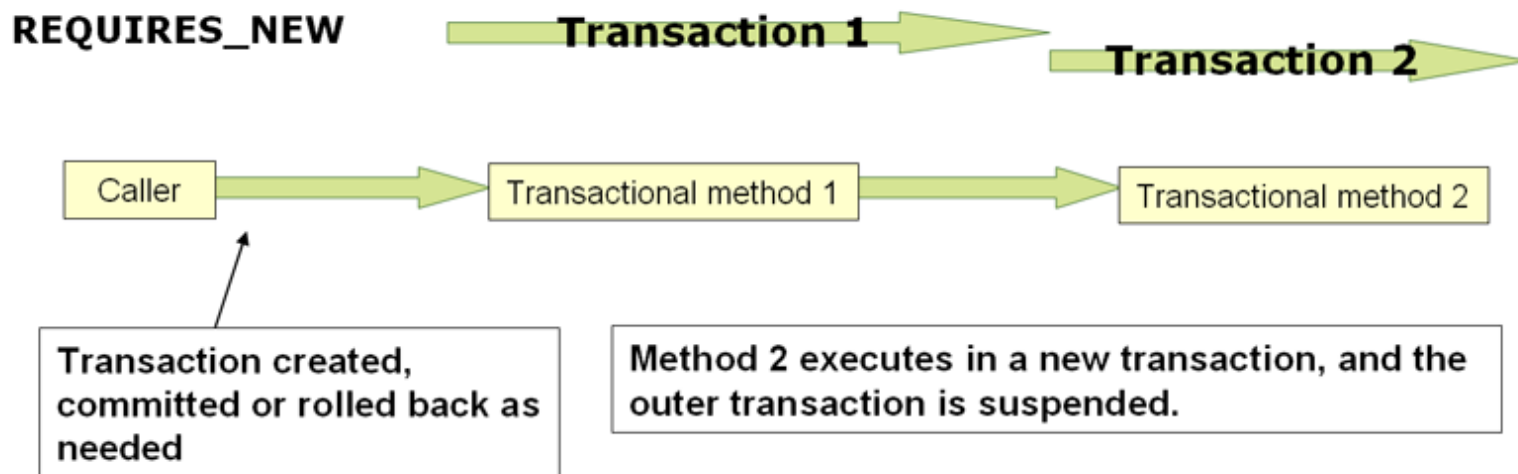 REQUIRES_NEW
Transaction 1
Transaction 2
Caller
Transactional method 1
Transactional method 2
Transaction created,
committed or rolled back as
needed
Method 2 executes in a new transaction, and the
outer transaction is suspended.